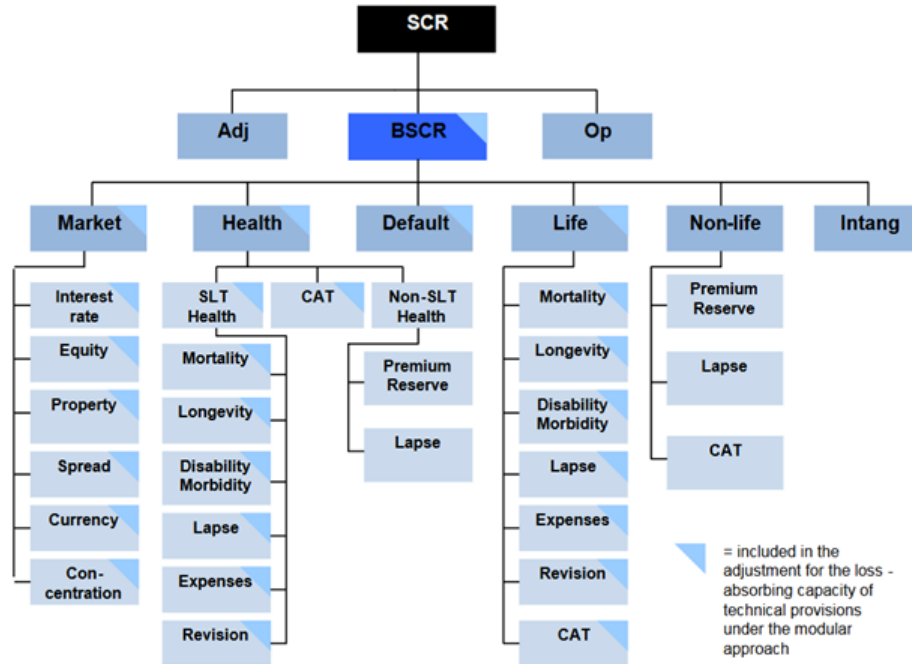 SCR
Adj
BSCR
Op
Market
Health
Default
Life
Non-life
Intang
Interest
rate
Equity
Property
Spread
Currency
Con-
centration
SLT
Health
CAT
Non-SLT
Health
Mortality
Longevity
Disability
Morbidity
Lapse
Expenses
Revision
Premium
Reserve
Lapse
Mortality
Longevity
Disability
Morbidity
Lapse
Expenses
Revision
CAT
Premium
Reserve
Lapse
CAT
= included in the
adjustment for the loss -
absorbing capacity of
technical provisions
under the modular
approach